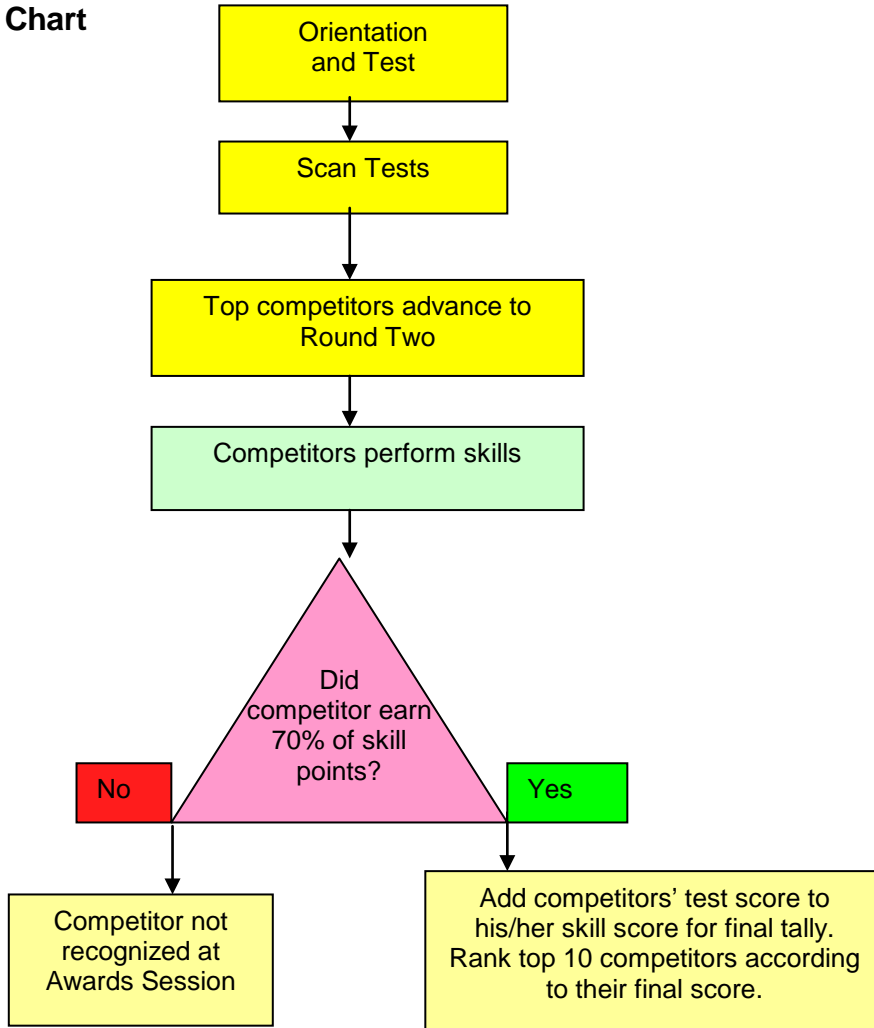 Chart
Orientation
and Test
Scan Tests
Top competitors advance to
Round Two
Competitors perform skills
Did
competitor earn
70% of skill
points?
No
Yes
Competitor not
recognized at
Awards Session
Add competitors’ test score to
his/her skill score for final tally.
Rank top 10 competitors according
to their final score.